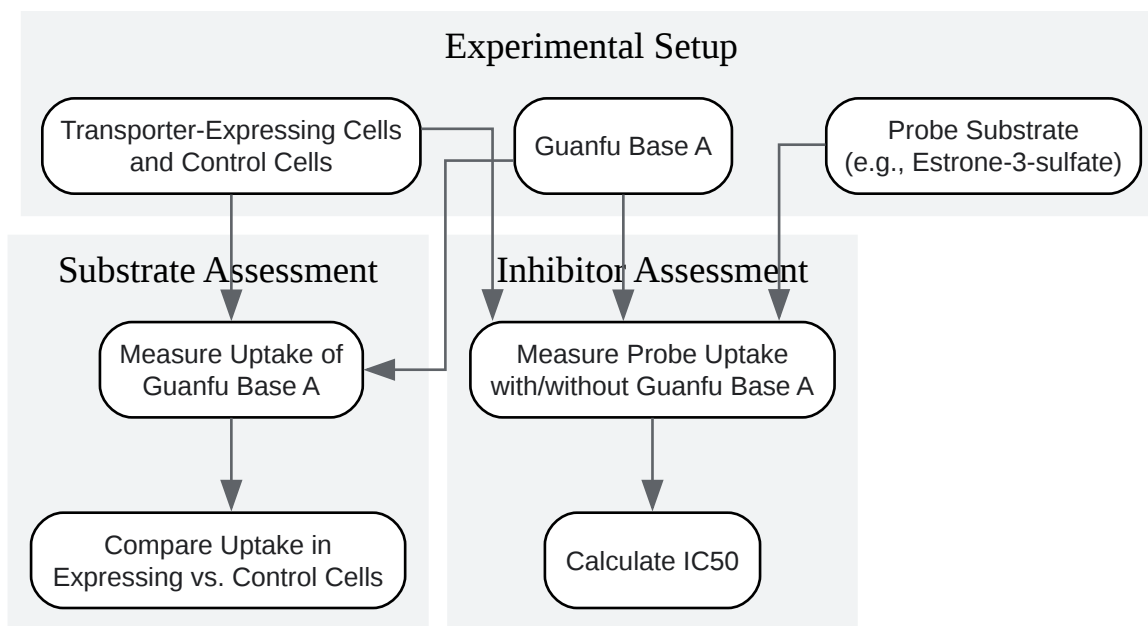 Experimental Setup
Transporter-Expressing Cells
and Control Cells
Guanfu Base A
Probe Substrate
(e.g., Estrone-3-sulfate)
Substrate Assessment
Inhibitor Assessment
Measure Uptake of
Guanfu Base A
Measure Probe Uptake
with/without Guanfu Base A
Compare Uptake in
Expressing vs. Control Cells
Calculate IC50